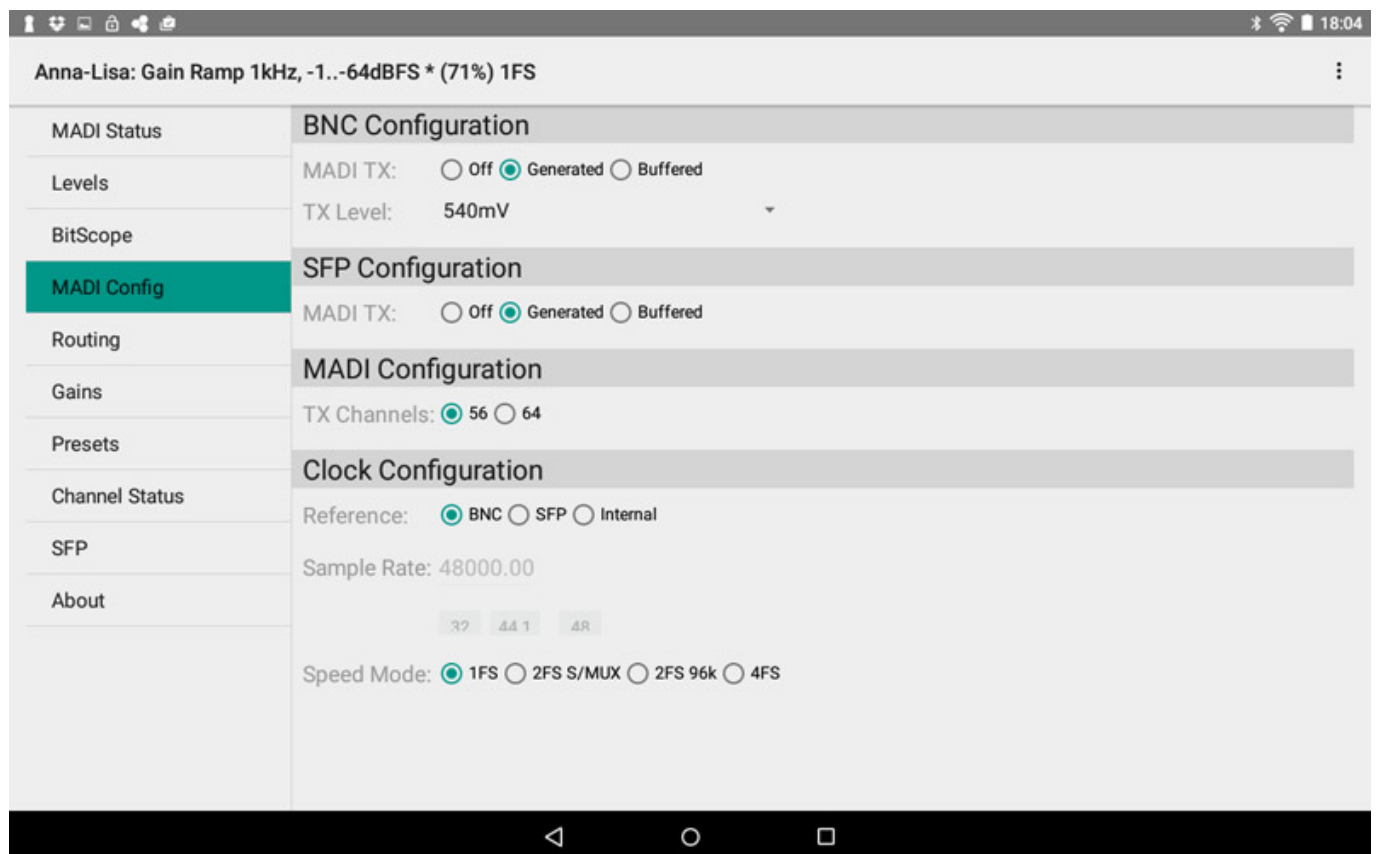 18:04
Anna-Lisa: Gain Ramp 1kHz, -1..-64dBFS * (71%) 1FS
MADI Status
Levels
BitScope
MADI Config
Routing
Gains
Presets
Channel Status
SFP
About
BNC Configuration
MADI TX: Off Generated Buffered
TX Level: 540mV
SFP Configuration
MADI TX: Off Generated Buffered
MADI Configuration
TX Channels: 56 64
Clock Configuration
Reference: BNC SFP Internal
Sample Rate: 48000.00
32 44.1 48
Speed Mode: 1FS 2FS S/MUX 2FS 96k 4FS